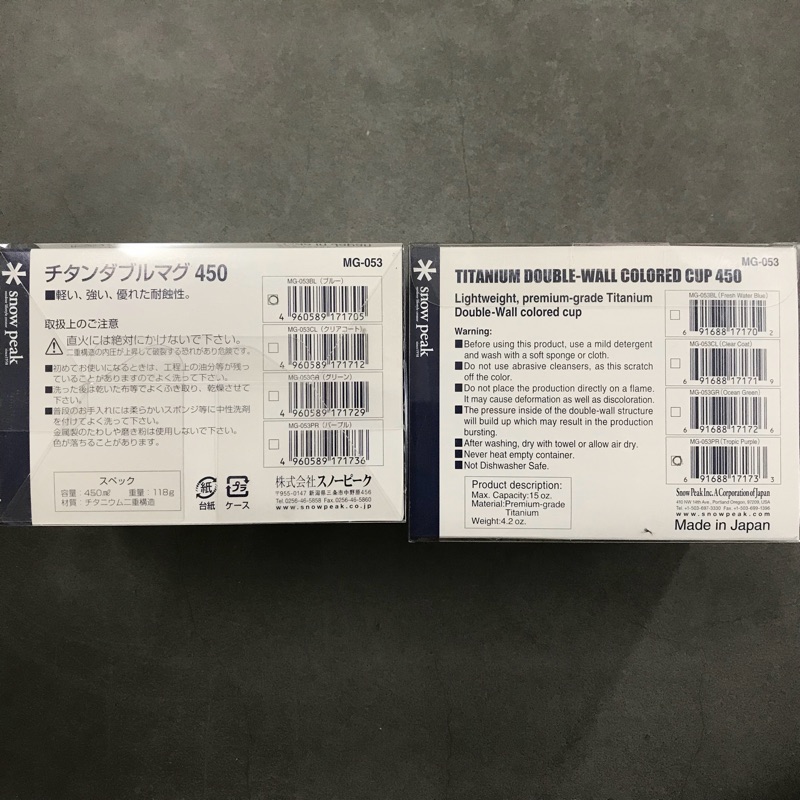 snow peak
チタンダブルマグ 450
MG-053
■軽い、強い、優れた耐蝕性。
取扱上のご注意
直火には絶対にかけないで下さい。
二重構造の内圧が上昇して破裂する恐れがあり危険です。
■初めてお使いになるときは、工程上の油分等が残っ
ていることがありますのでよく洗って下さい。
■洗った後は乾いた布等でよくふき取り、乾燥させて
下さい。
■普段のお手入れには柔らかいスポンジ等に中性洗剤
を付けてよく洗って下さい。
金属製のたわしや磨き粉は使用しないで下さい。
色が落ちることがあります。
スペック
容量:450㎖ 重量:118g
材質:チタニウム二重構造
MG-053BL(ブルー)
4 960589 171705
MG-053CL(クリアコート)
4 960589 171712
MG-053GR(グリーン)
4 960589 171729
MG-053PR(パープル)
4 960589 171736
紙
台紙
プラ
ケース
株式会社スノーピーク
〒955-0147 新潟県三条市中野原456
Tel.0256-46-5858 Fax.0256-46-5860
www.snowpeak.co.jp
snow peak
MG-053
TITANIUM DOUBLE-WALL COLORED CUP 450
Lightweight, premium-grade Titanium
Double-Wall colored cup
Warning:
■Before using this product, use a mild detergent
and wash with a soft sponge or cloth.
■Do not use abrasive cleansers, as this scratch
off the color.
■Do not place the production directly on a flame.
It may cause deformation as well as discoloration.
■The pressure inside of the double-wall structure
will build up which may result in the production
bursting.
■After washing, dry with towel or allow air dry.
■Never heat empty container.
■Not Dishwasher Safe.
Product description:
Max. Capacity:15 oz.
Material:Premium-grade
Titanium
Weight:4.2 oz.
MG-053BL(Fresh Water Blue)
6 91688 17170 2
MG-053CL(Clear Coat)
6 91688 17171 9
MG-053GR(Ocean Green)
6 91688 17172 6
MG-053PR(Tropic Purple)
6 91688 17173 3
Snow Peak Inc. A Corporation of Japan
www.snowpeak.com
Made in Japan